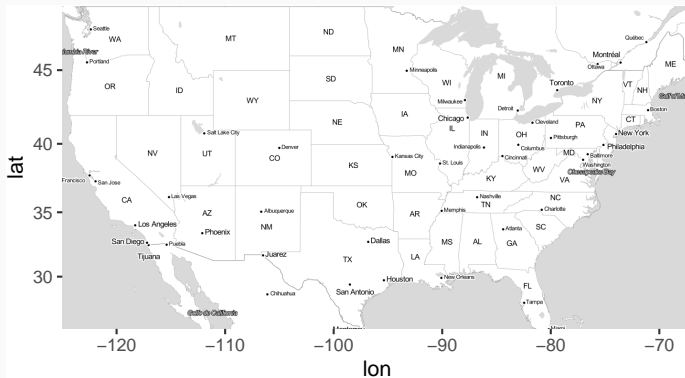 Québec
Seattle
WA
MT
ND
MN
Montréal
Ottawa
ME
Columbia River
Portland
OR
ID
SD
Minneapolis
WI
MI
Toronto
VT
NH
45
WY
Milwaukee
Detroit
NY
Boston
Chicago
IA
Cleveland
CT
NE
IL
PA
New York
Salt Lake City
40
lat
NV
UT
Denver
CO
IN
OH
Columbus
Pittsburgh
Philadelphia
Indianapolis
MD
Baltimore
Kansas City
Cincinnati
Washington
St. Louis
KS
MO
WV
Chesapeake Bay
Francisco
San Jose
KY
VA
Las Vegas
Nashville
NC
CA
OK
TN
35
AZ
Albuquerque
AR
Memphis
Charlotte
Los Angeles
NM
SC
Phoenix
Atlanta
San Diego
Puebla
Dallas
MS
AL
GA
Tijuana
Juarez
TX
LA
30
Houston
New Orleans
San Antonio
FL
Chihuahua
Tampa
Golfo de California
Miami
−120
−110
−100
−90
−80
−70
lon